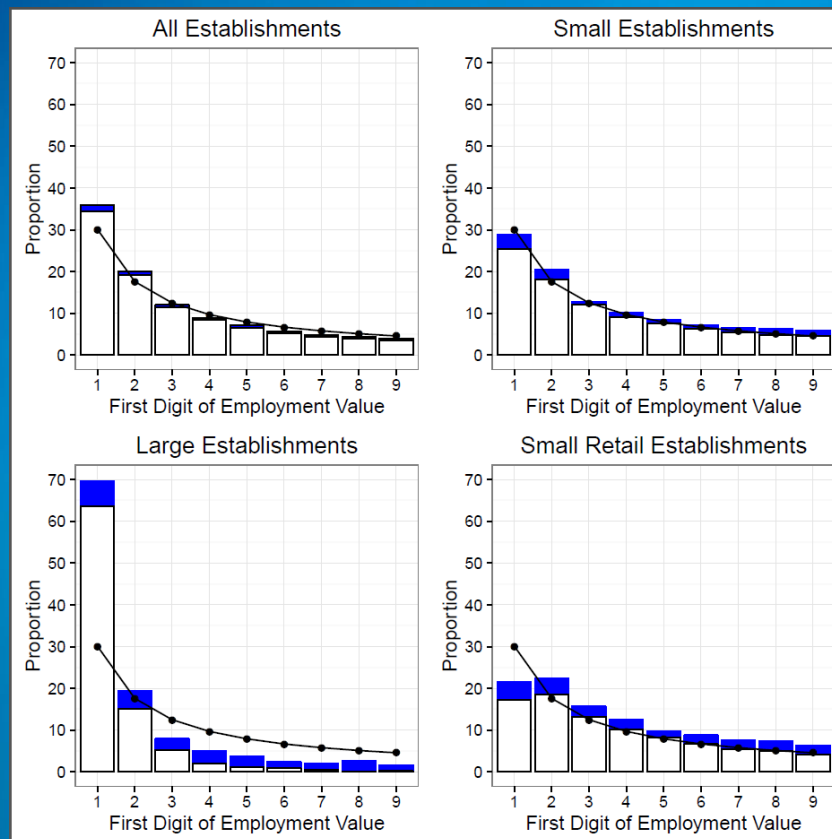 All Establishments
70
60
50
40
30
20
10
0
Proportion
1 2 3 4 5 6 7 8 9
First Digit of Employment Value
Small Establishments
70
60
50
40
30
20
10
0
Proportion
1 2 3 4 5 6 7 8 9
First Digit of Employment Value
Large Establishments
70
60
50
40
30
20
10
0
Proportion
1 2 3 4 5 6 7 8 9
First Digit of Employment Value
Small Retail Establishments
70
60
50
40
30
20
10
0
Proportion
1 2 3 4 5 6 7 8 9
First Digit of Employment Value